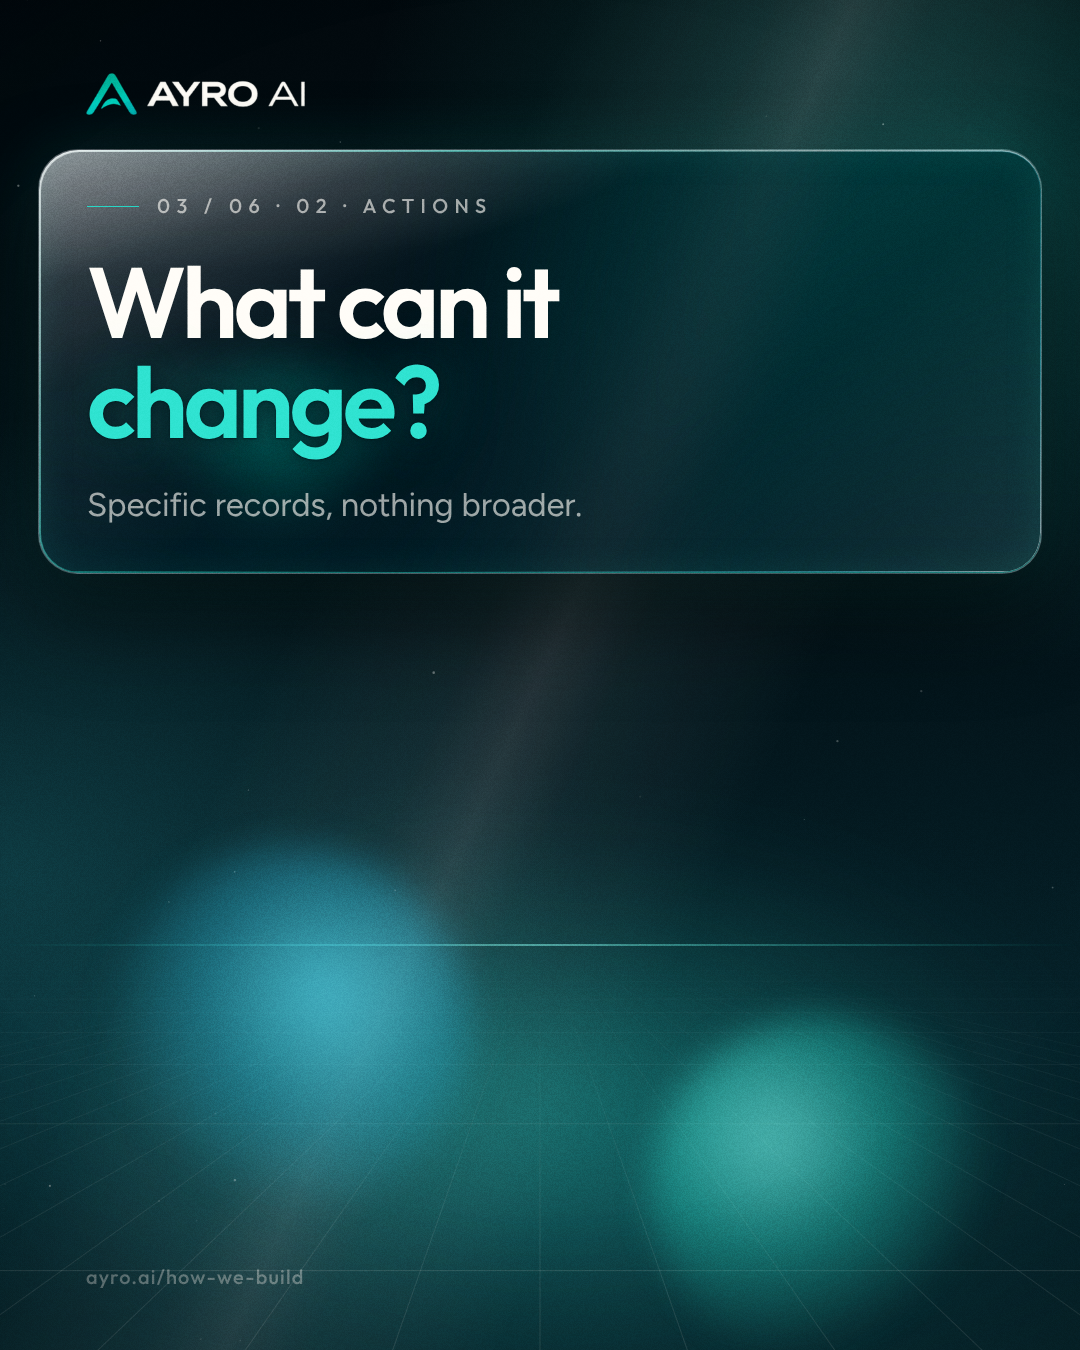 AYRO AI
03 / 06 · 02 · ACTIONS
What can it
change?
Specific records, nothing broader.
ayro.ai/how-we-build